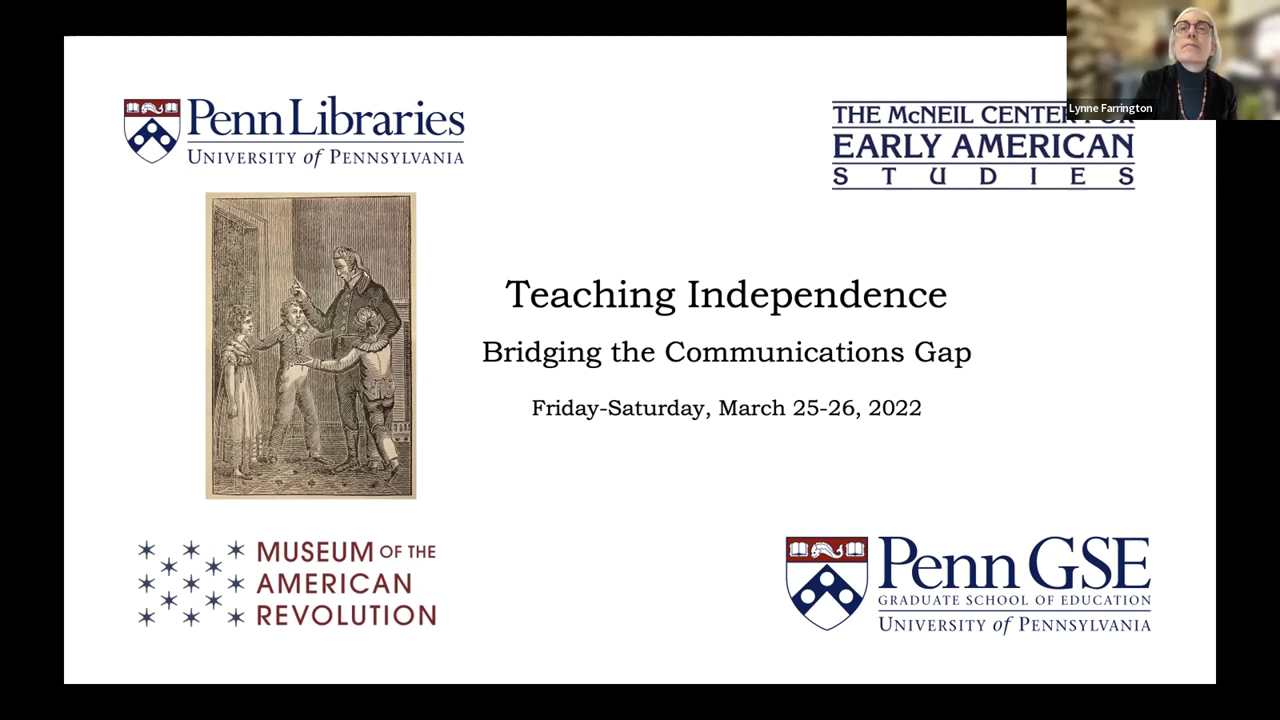 Lynne Farrington
Penn Libraries
UNIVERSITY of PENNSYLVANIA
THE MCNEIL CENTER FOR
EARLY AMERICAN
STUDIES
Teaching Independence
Bridging the Communications Gap
Friday-Saturday, March 25-26, 2022
MUSEUM OF THE
AMERICAN
REVOLUTION
Penn GSE
GRADUATE SCHOOL OF EDUCATION
UNIVERSITY of PENNSYLVANIA